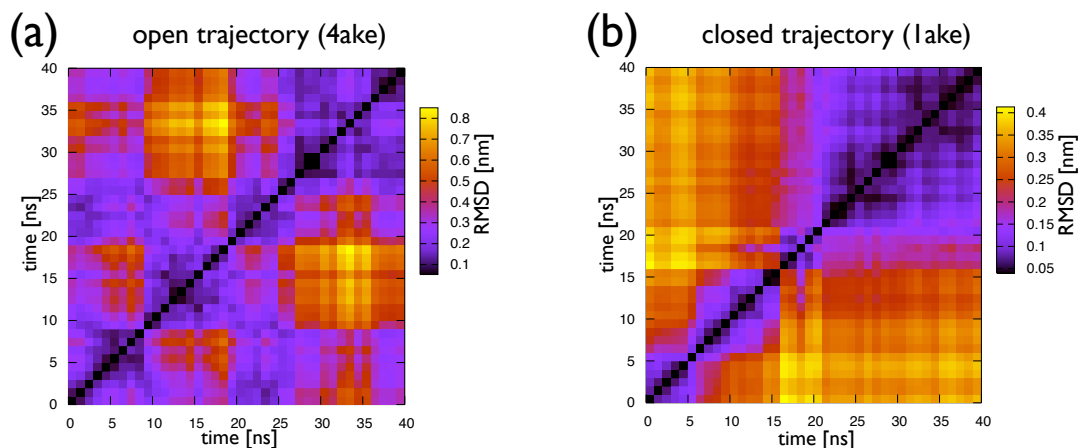 (a)
open trajectory (4ake)
40
35
30
25
20
15
10
5
0
time [ns]
0 5 10 15 20 25 30 35 40
time [ns]
0.8
0.7
0.6
0.5
0.4
0.3
0.2
0.1
RMSD [nm]
(b)
closed trajectory (1ake)
40
35
30
25
20
15
10
5
0
time [ns]
0 5 10 15 20 25 30 35 40
time [ns]
0.4
0.35
0.3
0.25
0.2
0.15
0.1
0.05
RMSD [nm]